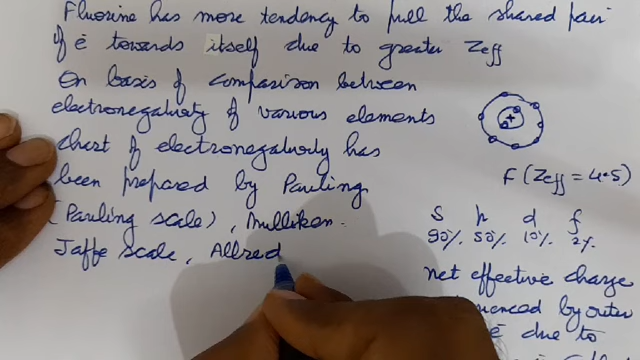 Fluorine has more tendency to pull the shared pair
of ē towards itself due to greater Zeff
On basis of comparison between
electronegativity of various elements
chart of electronegativity has
been prepared by Pauling
(Pauling scale), Mulliken-
Jaffe scale, Allred
+
F (Zeff = 4.5)
s p d f
90% 50% 10% 2%
net effective charge
by outer
ē due to